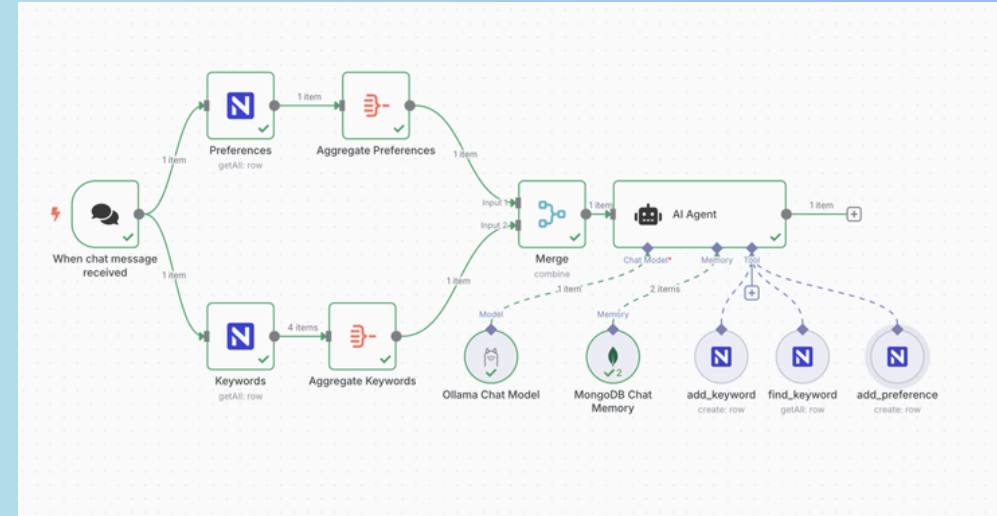 1 item
Preferences
getAll: row
Aggregate Preferences
1 item
1 item
When chat message
received
1 item
Keywords
getAll: row
4 items
Aggregate Keywords
1 item
Input 1
Input 2
Merge
combine
1 item
AI Agent
1 item
Chat Model*
Memory
Tool
1 item
2 items
Model
Ollama Chat Model
Memory
2
MongoDB Chat
Memory
add_keyword
create: row
find_keyword
getAll: row
add_preference
create: row